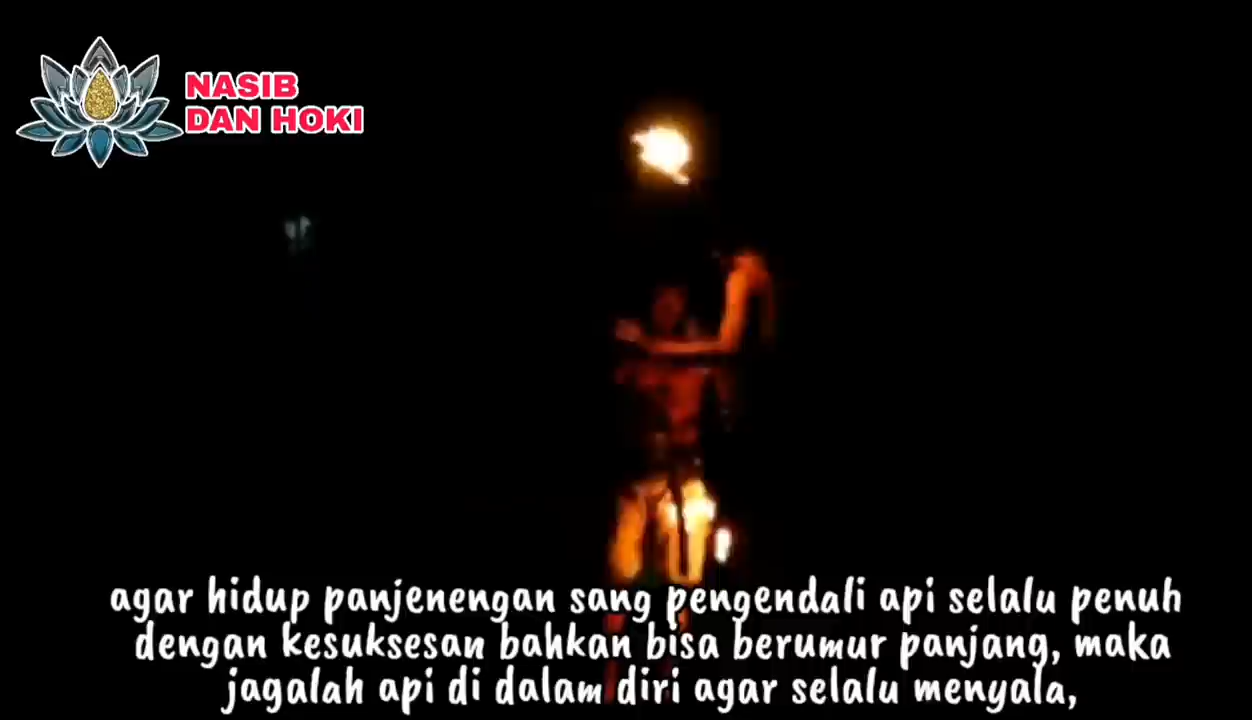 NASIB
DAN HOKI
agar hidup panjenengan sang pengendali api selalu penuh
dengan kesuksesan bahkan bisa berumur panjang, maka
jagalah api di dalam diri agar selalu menyala,